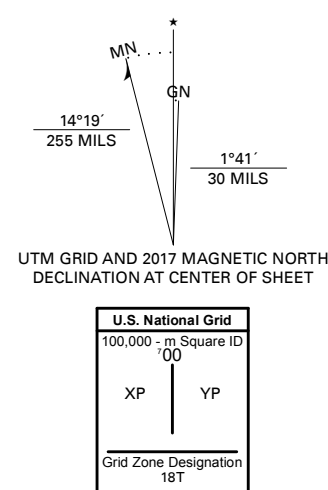 ★
MN
GN
14°19´
255 MILS
1°41´
30 MILS
UTM GRID AND 2017 MAGNETIC NORTH
DECLINATION AT CENTER OF SHEET
U.S. National Grid
100,000 - m Square ID
⁷00
XP YP
Grid Zone Designation
18T